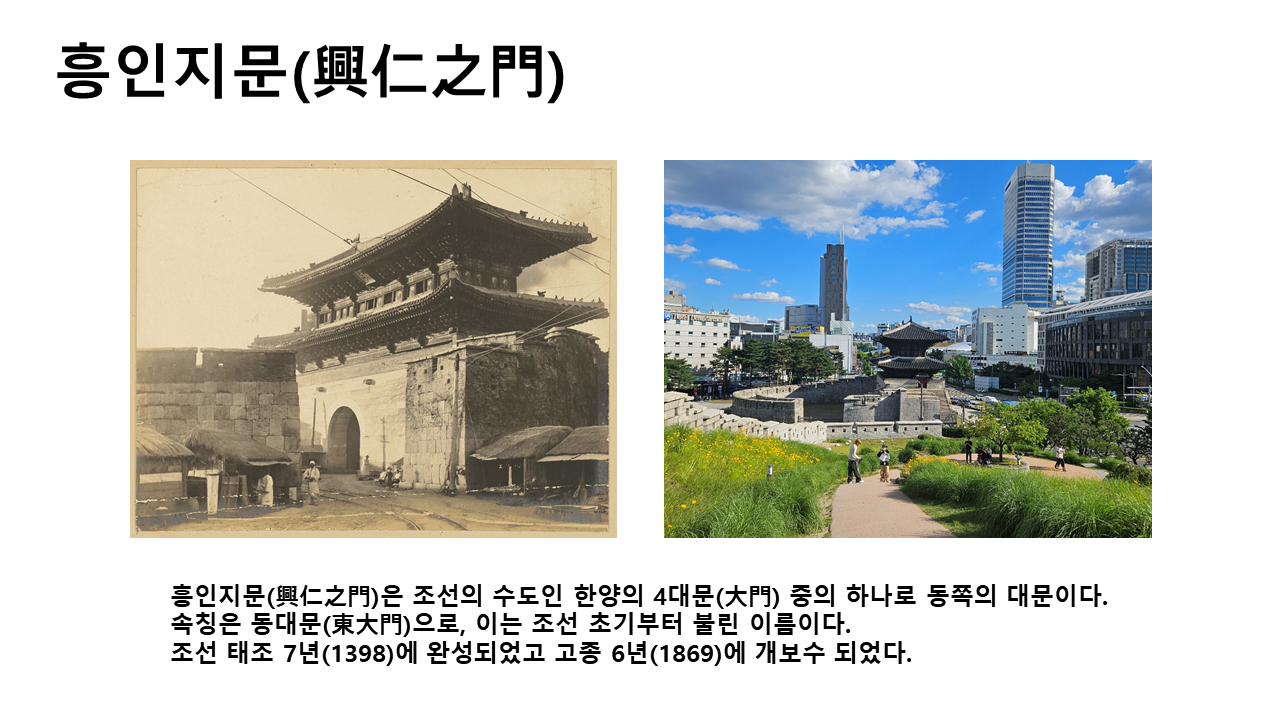 흥인지문(興仁之門)
흥인지문(興仁之門)은 조선의 수도인 한양의 4대문(大門) 중의 하나로 동쪽의 대문이다.
속칭은 동대문(東大門)으로, 이는 조선 초기부터 불린 이름이다.
조선 태조 7년(1398)에 완성되었고 고종 6년(1869)에 개보수 되었다.